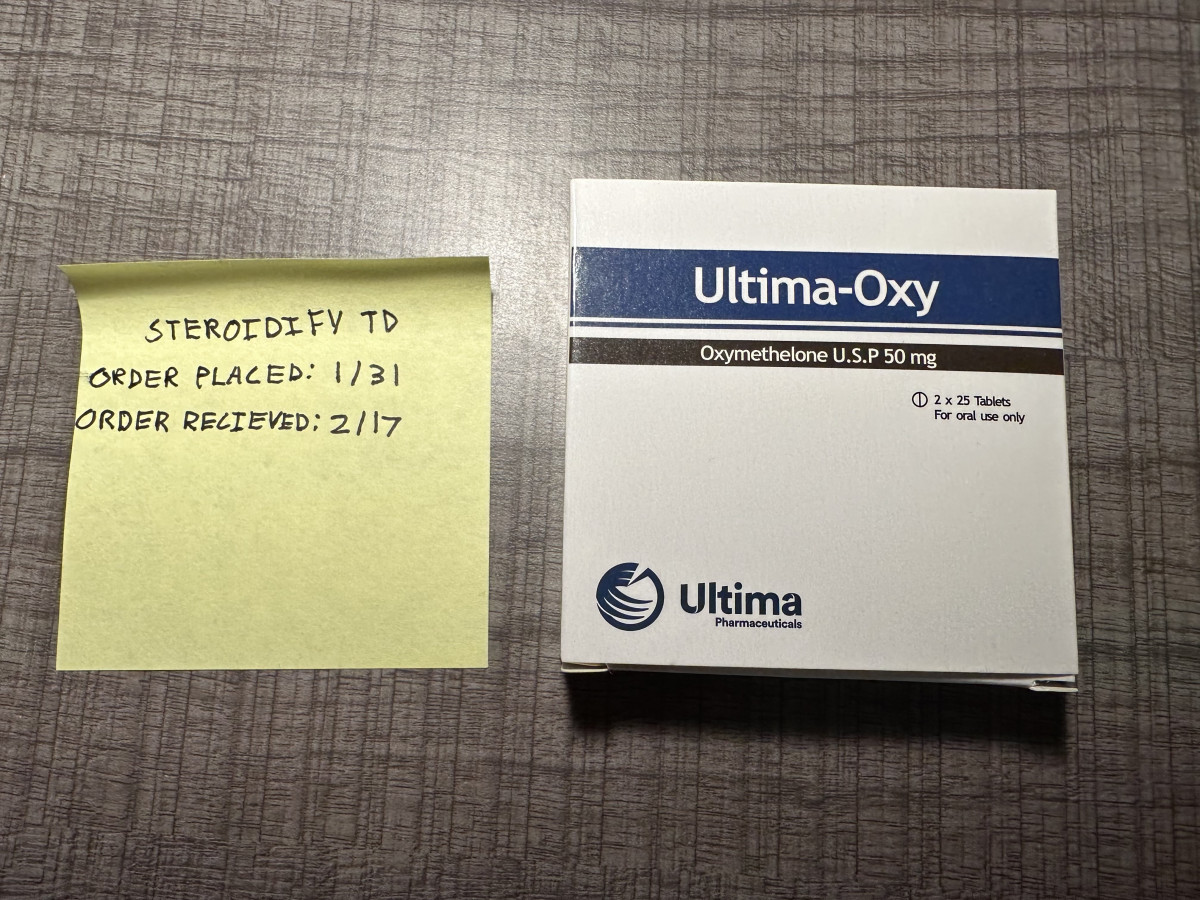 STEROIDIFY TD
ORDER PLACED: 1/31
ORDER RECIEVED: 2/17
Ultima-Oxy
Oxymethelone U.S.P 50 mg
2 x 25 Tablets
For oral use only
Ultima
Pharmaceuticals